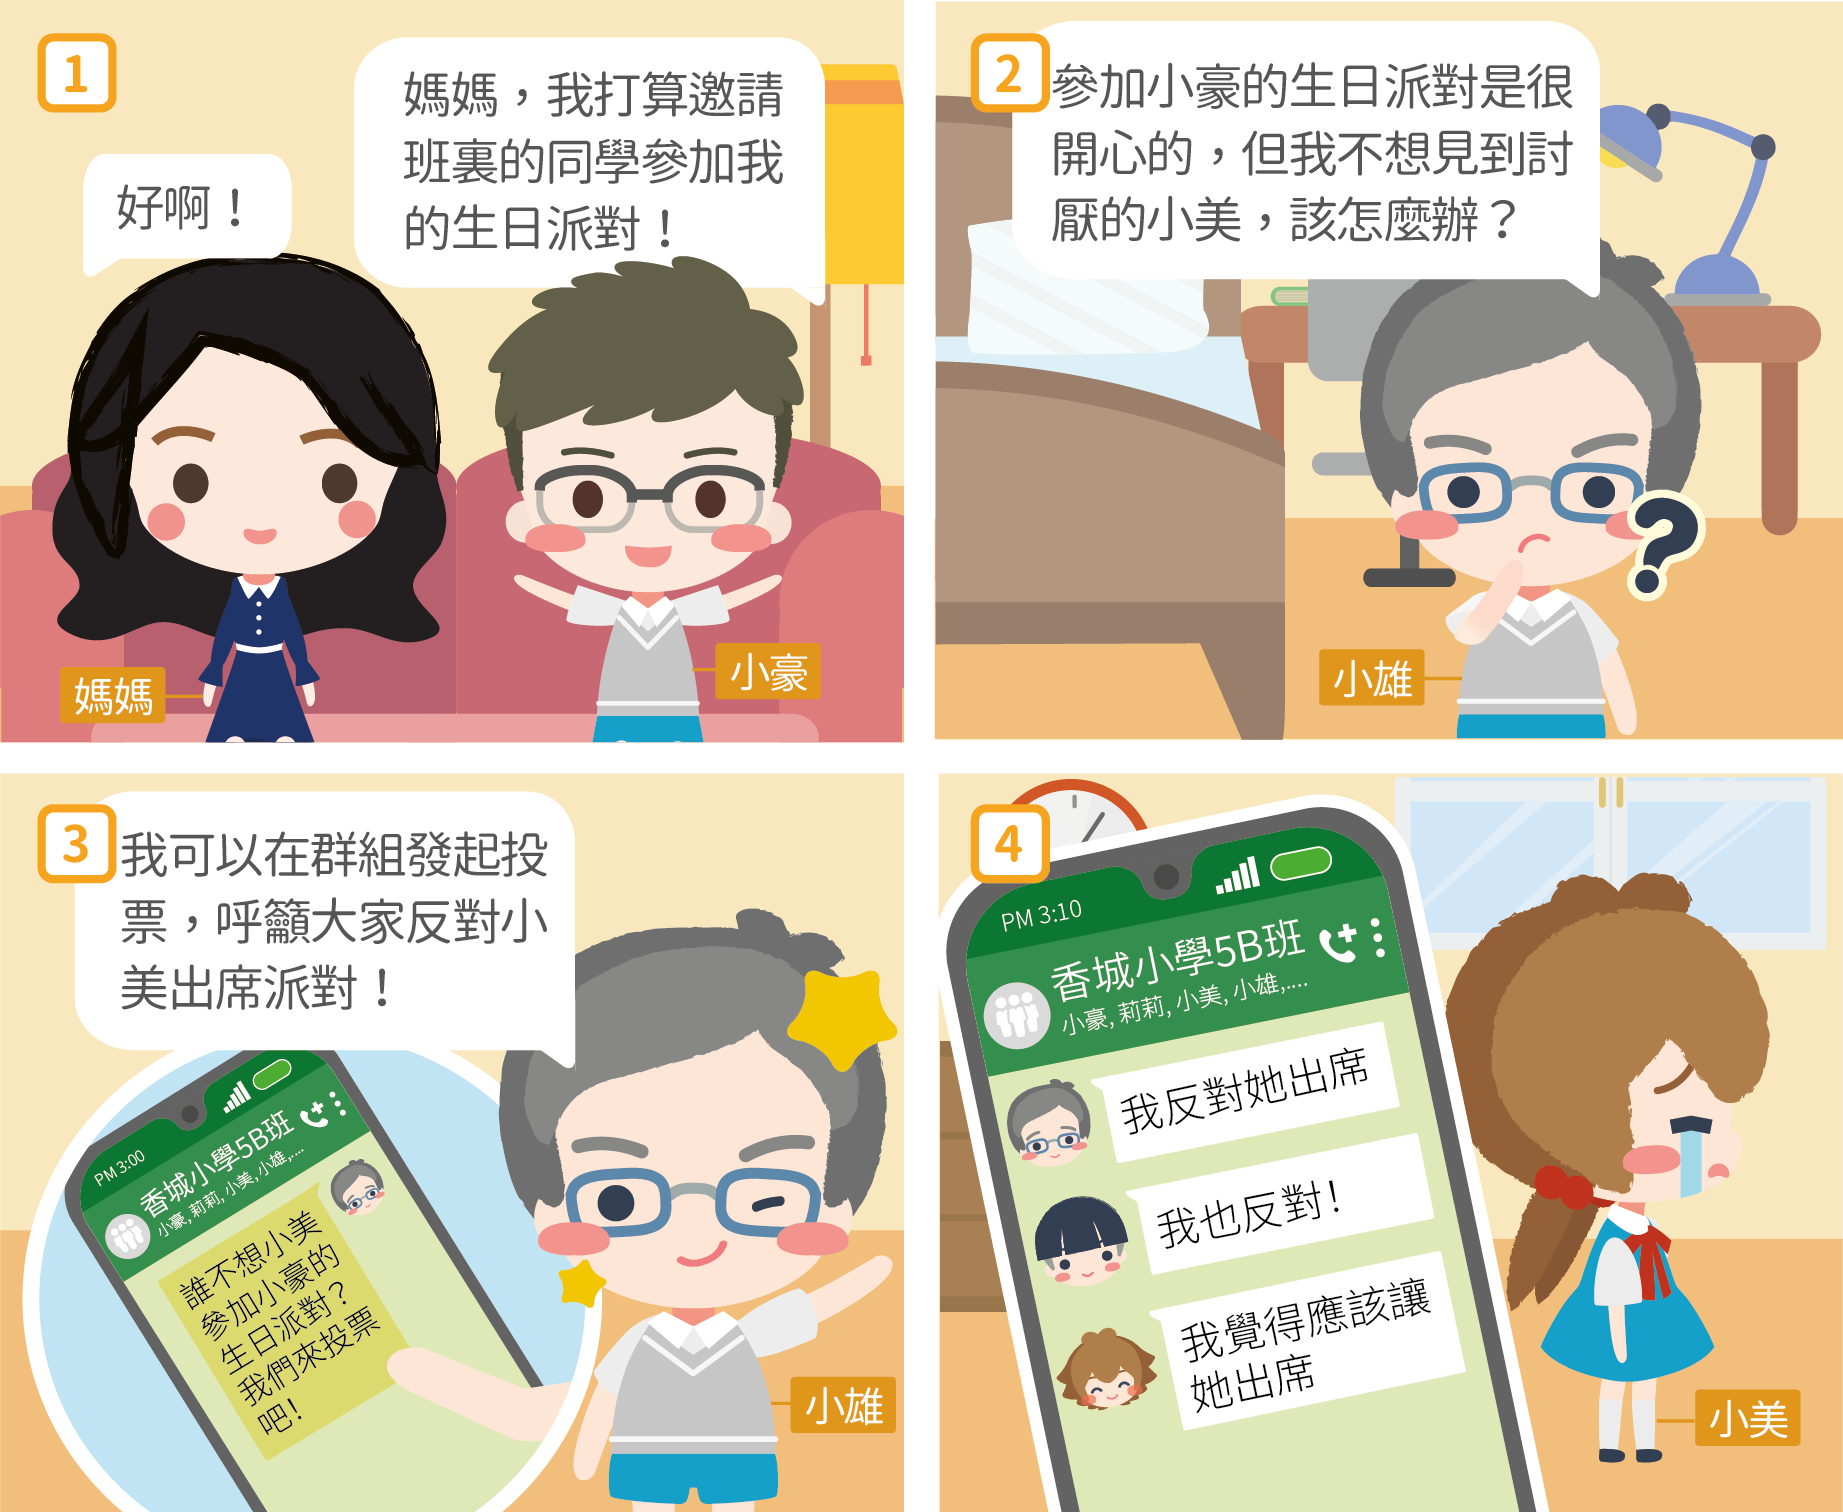 1
媽媽，我打算邀請
班裏的同學參加我
的生日派對！
好啊！
媽媽
小豪
2
參加小豪的生日派對是很
開心的，但我不想見到討
厭的小美，該怎麼辦？
?
小雄
3
我可以在群組發起投
票，呼籲大家反對小
美出席派對！
PM 3:00
香城小學5B班
小豪, 莉莉, 小美, 小雄,....
誰不想小美
參加小豪的
生日派對？
我們來投票
吧!
小雄
4
PM 3:10
香城小學5B班
小豪, 莉莉, 小美, 小雄,....
我反對她出席
我也反對!
我覺得應該讓
她出席
小美